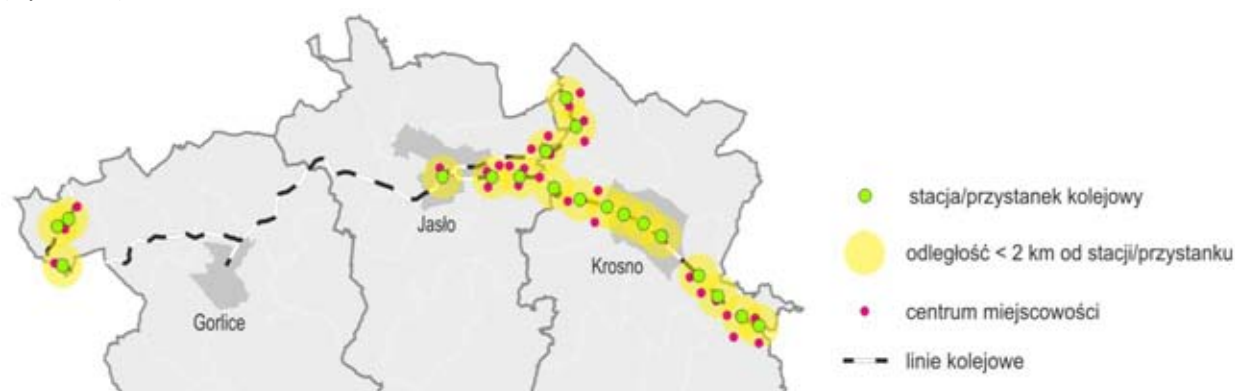 Jasło
Krosno
Gorlice
stacja/przystanek kolejowy
odległość < 2 km od stacji/przystanku
centrum miejscowości
linie kolejowe